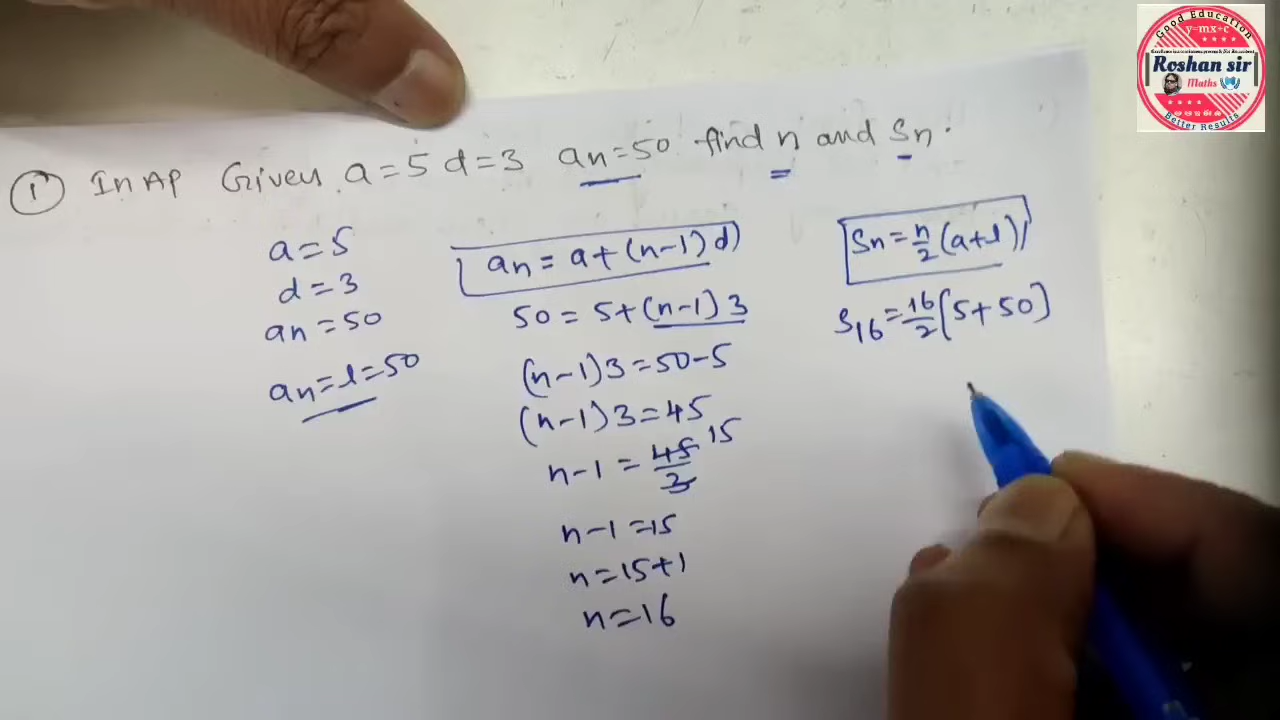 ① In AP Given a=5 d=3 an=50 find n and Sn.
a=5
d=3
an=50
an=l=50
an = a+(n-1)d
50 = 5+(n-1)3
(n-1)3=50-5
(n-1)3=45
n-1 = 45/3 15
n-1=15
n=15+1
n=16
Sn=n/2(a+l)
S16=16/2[5+50]
Good Education
y=mx+c
Roshan sir
Maths
Better Results